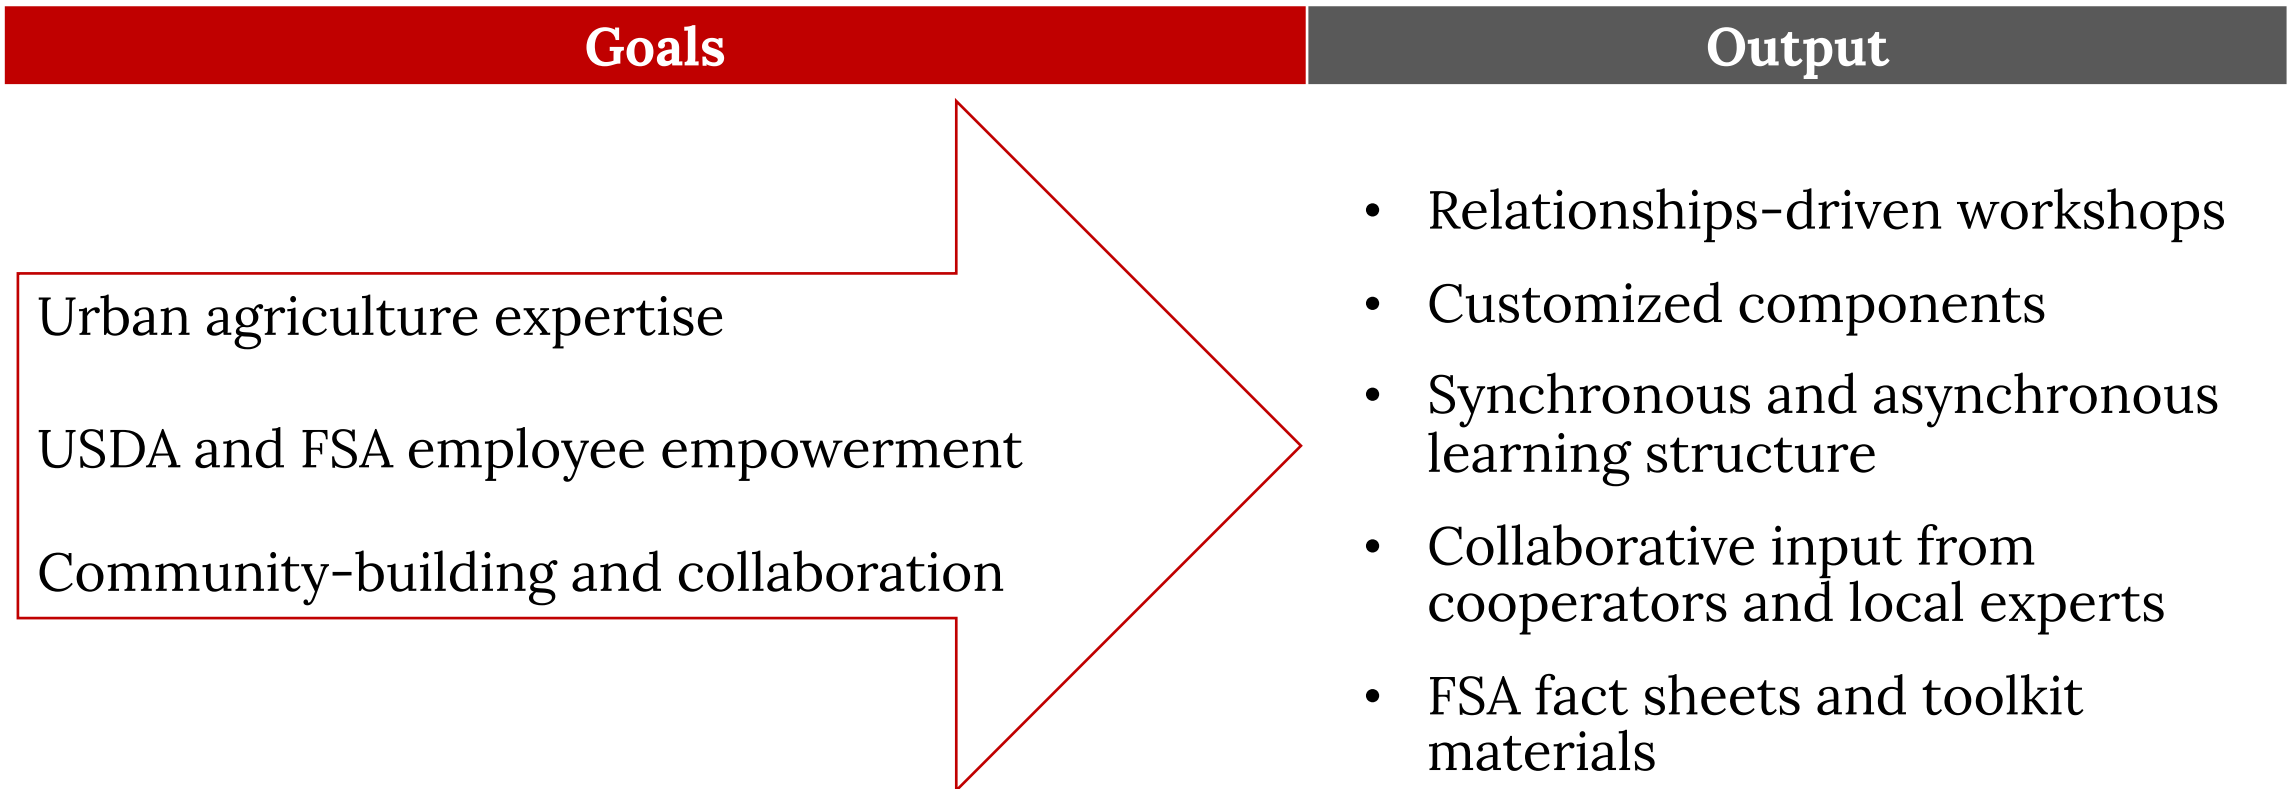 Goals
Output
Urban agriculture expertise
USDA and FSA employee empowerment
Community-building and collaboration
• Relationships-driven workshops
• Customized components
• Synchronous and asynchronous
learning structure
• Collaborative input from
cooperators and local experts
• FSA fact sheets and toolkit
materials